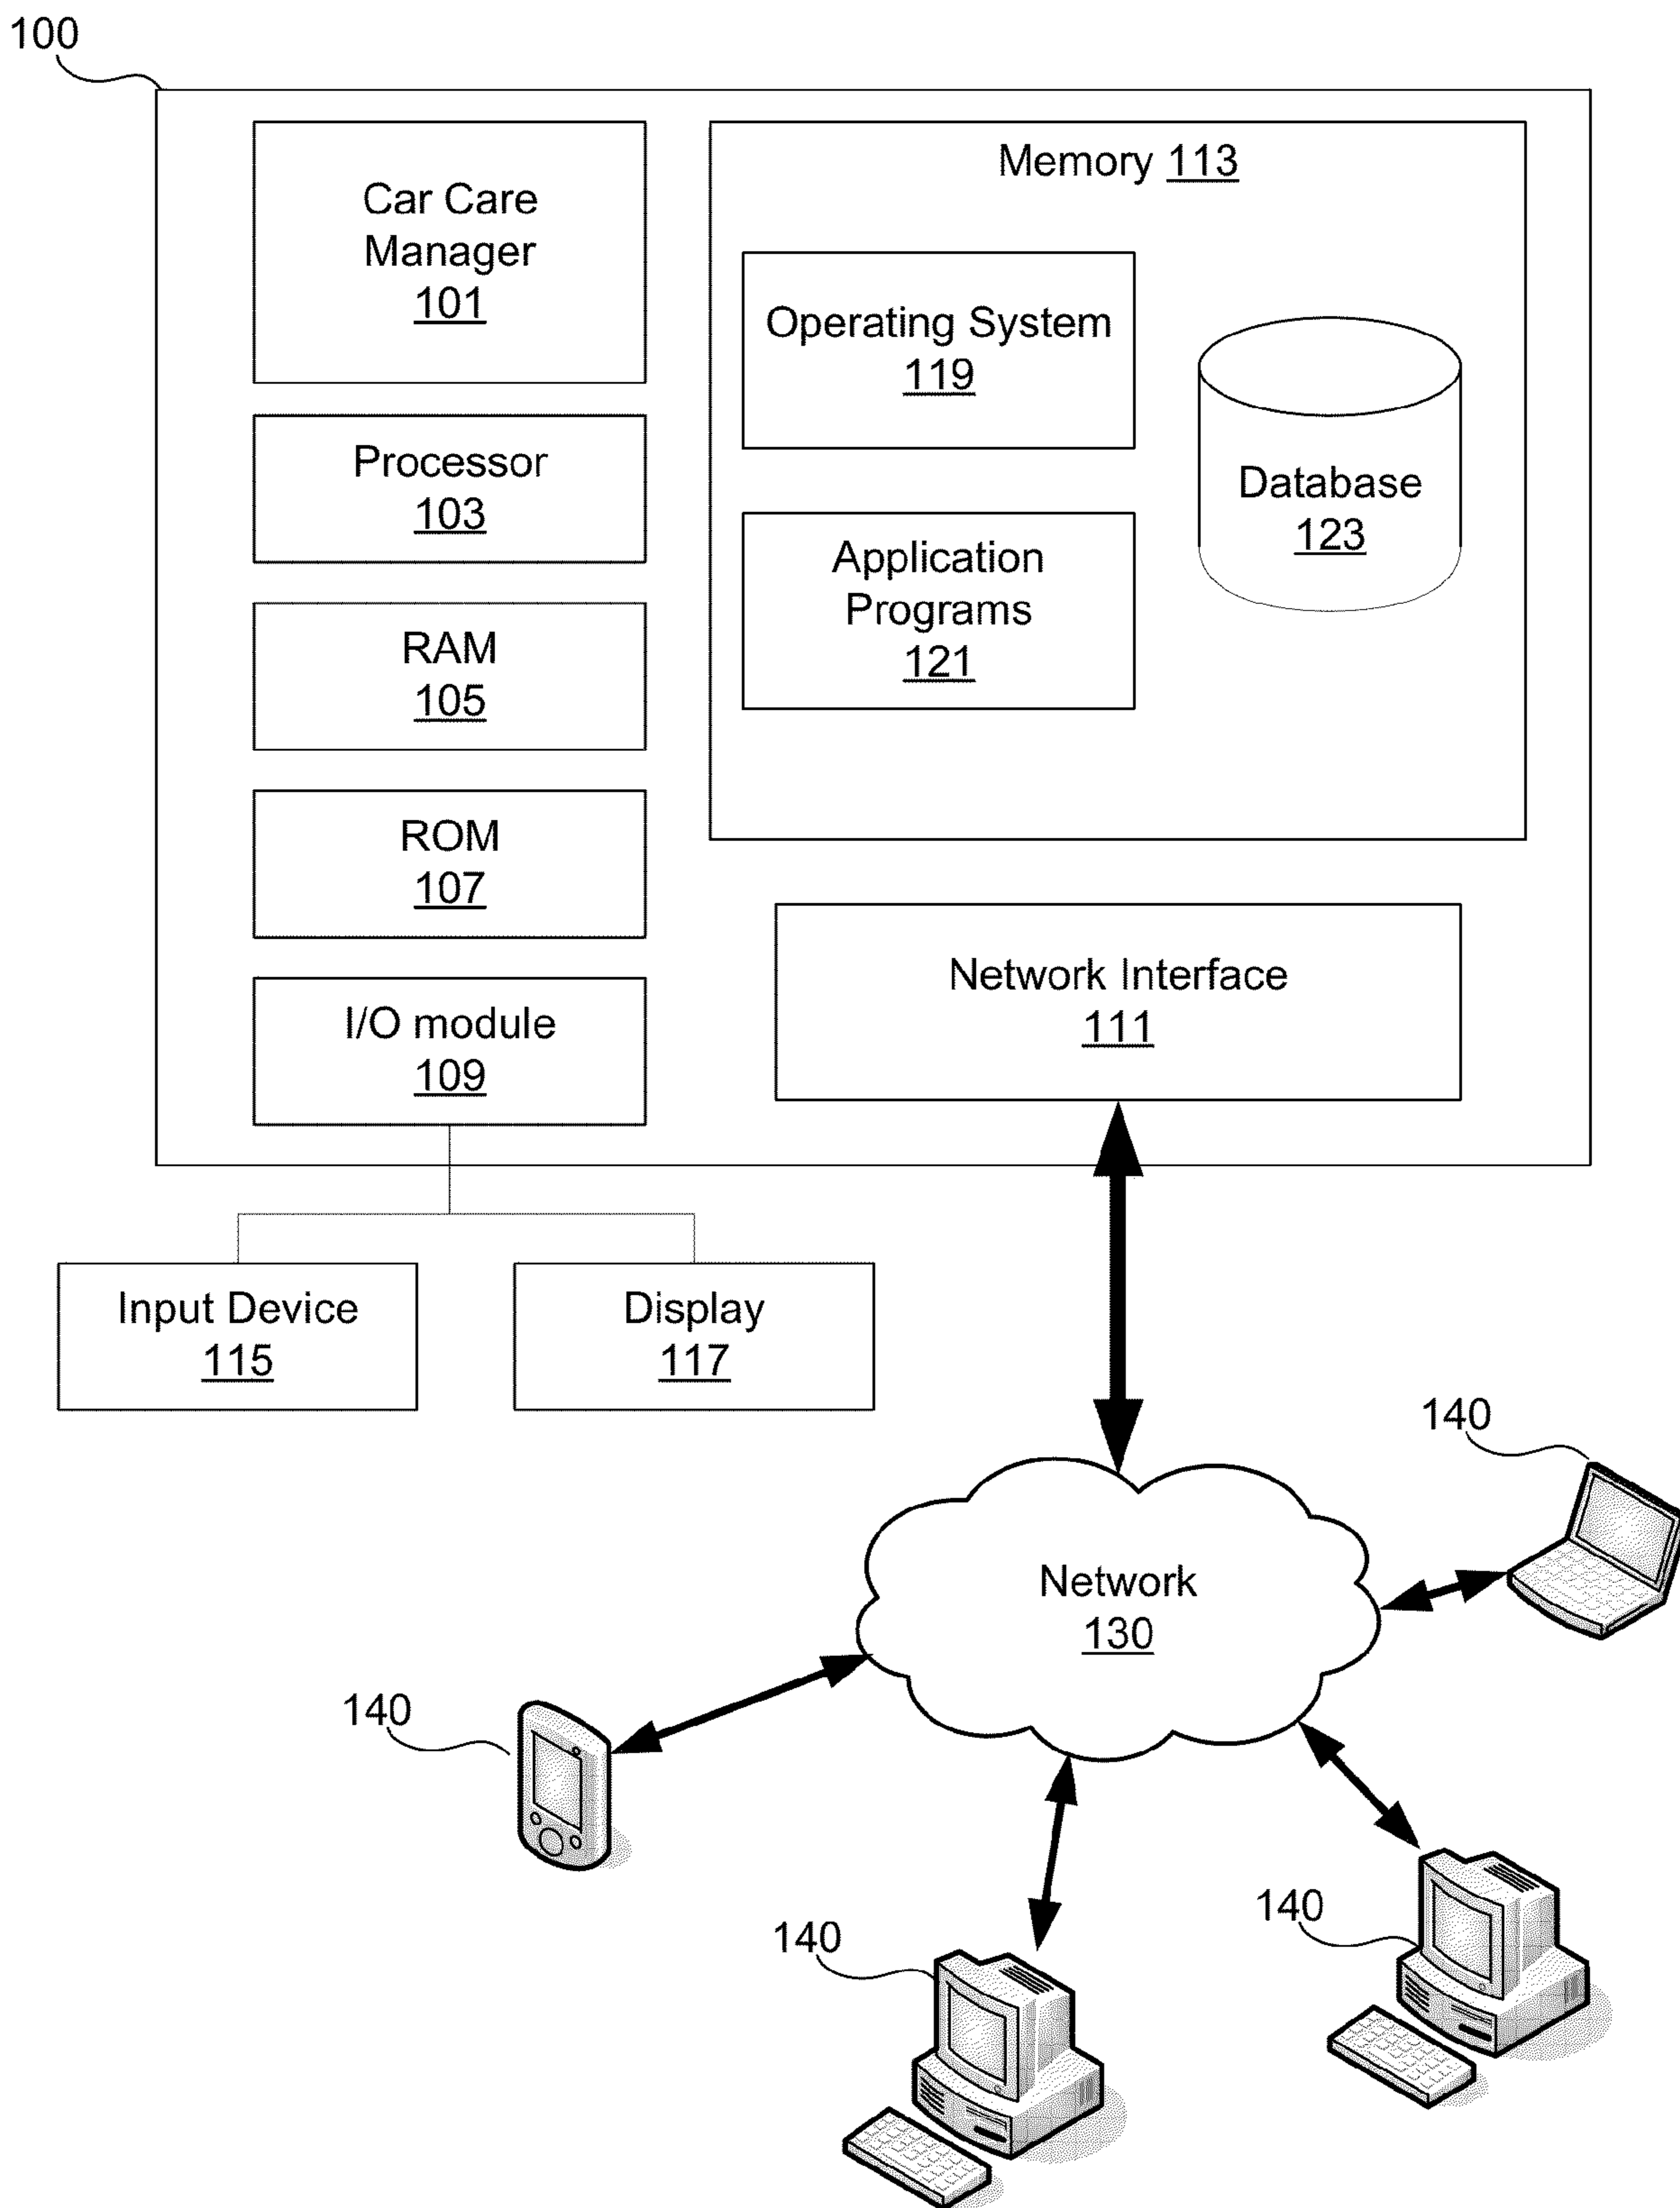 100
Car Care
Manager
101
Processor
103
RAM
105
ROM
107
I/O module
109
Memory 113
Operating System
119
Application
Programs
121
Database
123
Network Interface
111
Input Device
115
Display
117
140
Network
130
140
140
140